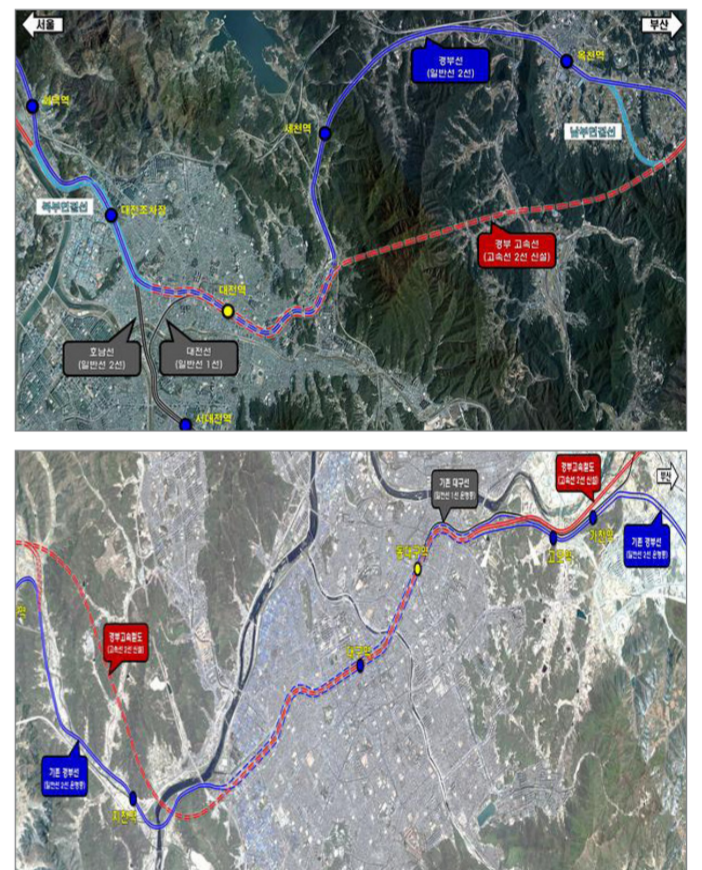 서울
부산
경부선
(일반선 2선)
옥천역
회덕역
세천역
남부연결선
북부연결선
대전조차장
경부 고속선
(고속선 2선 신설)
대전역
호남선
(일반선 2선)
대전선
(일반선 1선)
서대전역
부산
경부고속철도
(고속선 2선 신설)
기존 대구선
(일반선 1선 운행중)
가천역
기존 경부선
(일반선 2선 운행중)
고모역
동대구역
대구역
경부고속철도
(고속선 2선 신설)
기존 경부선
(일반선 2선 운행중)
지천역